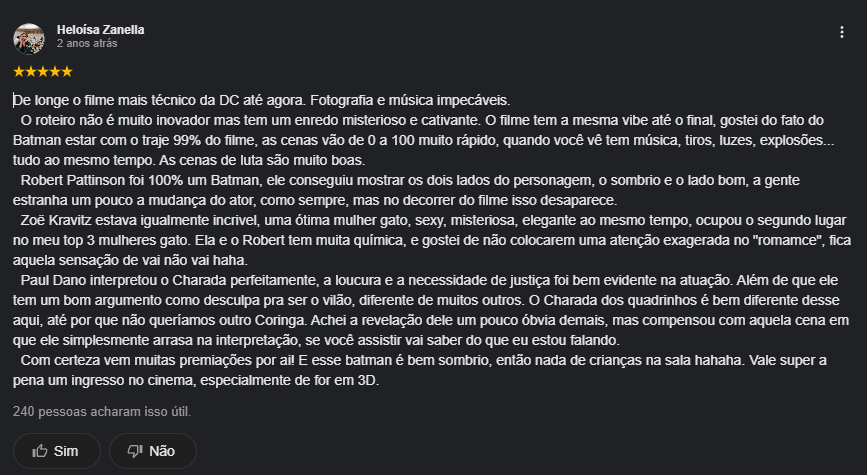 Heloísa Zanella
2 anos atrás
De longe o filme mais técnico da DC até agora. Fotografia e música impecáveis.
O roteiro não é muito inovador mas tem um enredo misterioso e cativante. O filme tem a mesma vibe até o final, gostei do fato do
Batman estar com o traje 99% do filme, as cenas vão de 0 a 100 muito rápido, quando você vê tem música, tiros, luzes, explosões...
tudo ao mesmo tempo. As cenas de luta são muito boas.
Robert Pattinson foi 100% um Batman, ele conseguiu mostrar os dois lados do personagem, o sombrio e o lado bom, a gente
estranha um pouco a mudança do ator, como sempre, mas no decorrer do filme isso desaparece.
Zoë Kravitz estava igualmente incrivel, uma ótima mulher gato, sexy, misteriosa, elegante ao mesmo tempo, ocupou o segundo lugar
no meu top 3 mulheres gato. Ela e o Robert tem muita química, e gostei de não colocarem uma atenção exagerada no "romamce", fica
aquela sensação de vai não vai haha.
Paul Dano interpretou o Charada perfeitamente, a loucura e a necessidade de justiça foi bem evidente na atuação. Além de que ele
tem um bom argumento como desculpa pra ser o vilão, diferente de muitos outros. O Charada dos quadrinhos é bem diferente desse
aqui, até por que não queríamos outro Coringa. Achei a revelação dele um pouco óbvia demais, mas compensou com aquela cena em
que ele simplesmente arrasa na interpretação, se você assistir vai saber do que eu estou falando.
Com certeza vem muitas premiações por ai! E esse batman é bem sombrio, então nada de crianças na sala hahaha. Vale super a
pena um ingresso no cinema, especialmente de for em 3D.
240 pessoas acharam isso útil.
Sim
Não